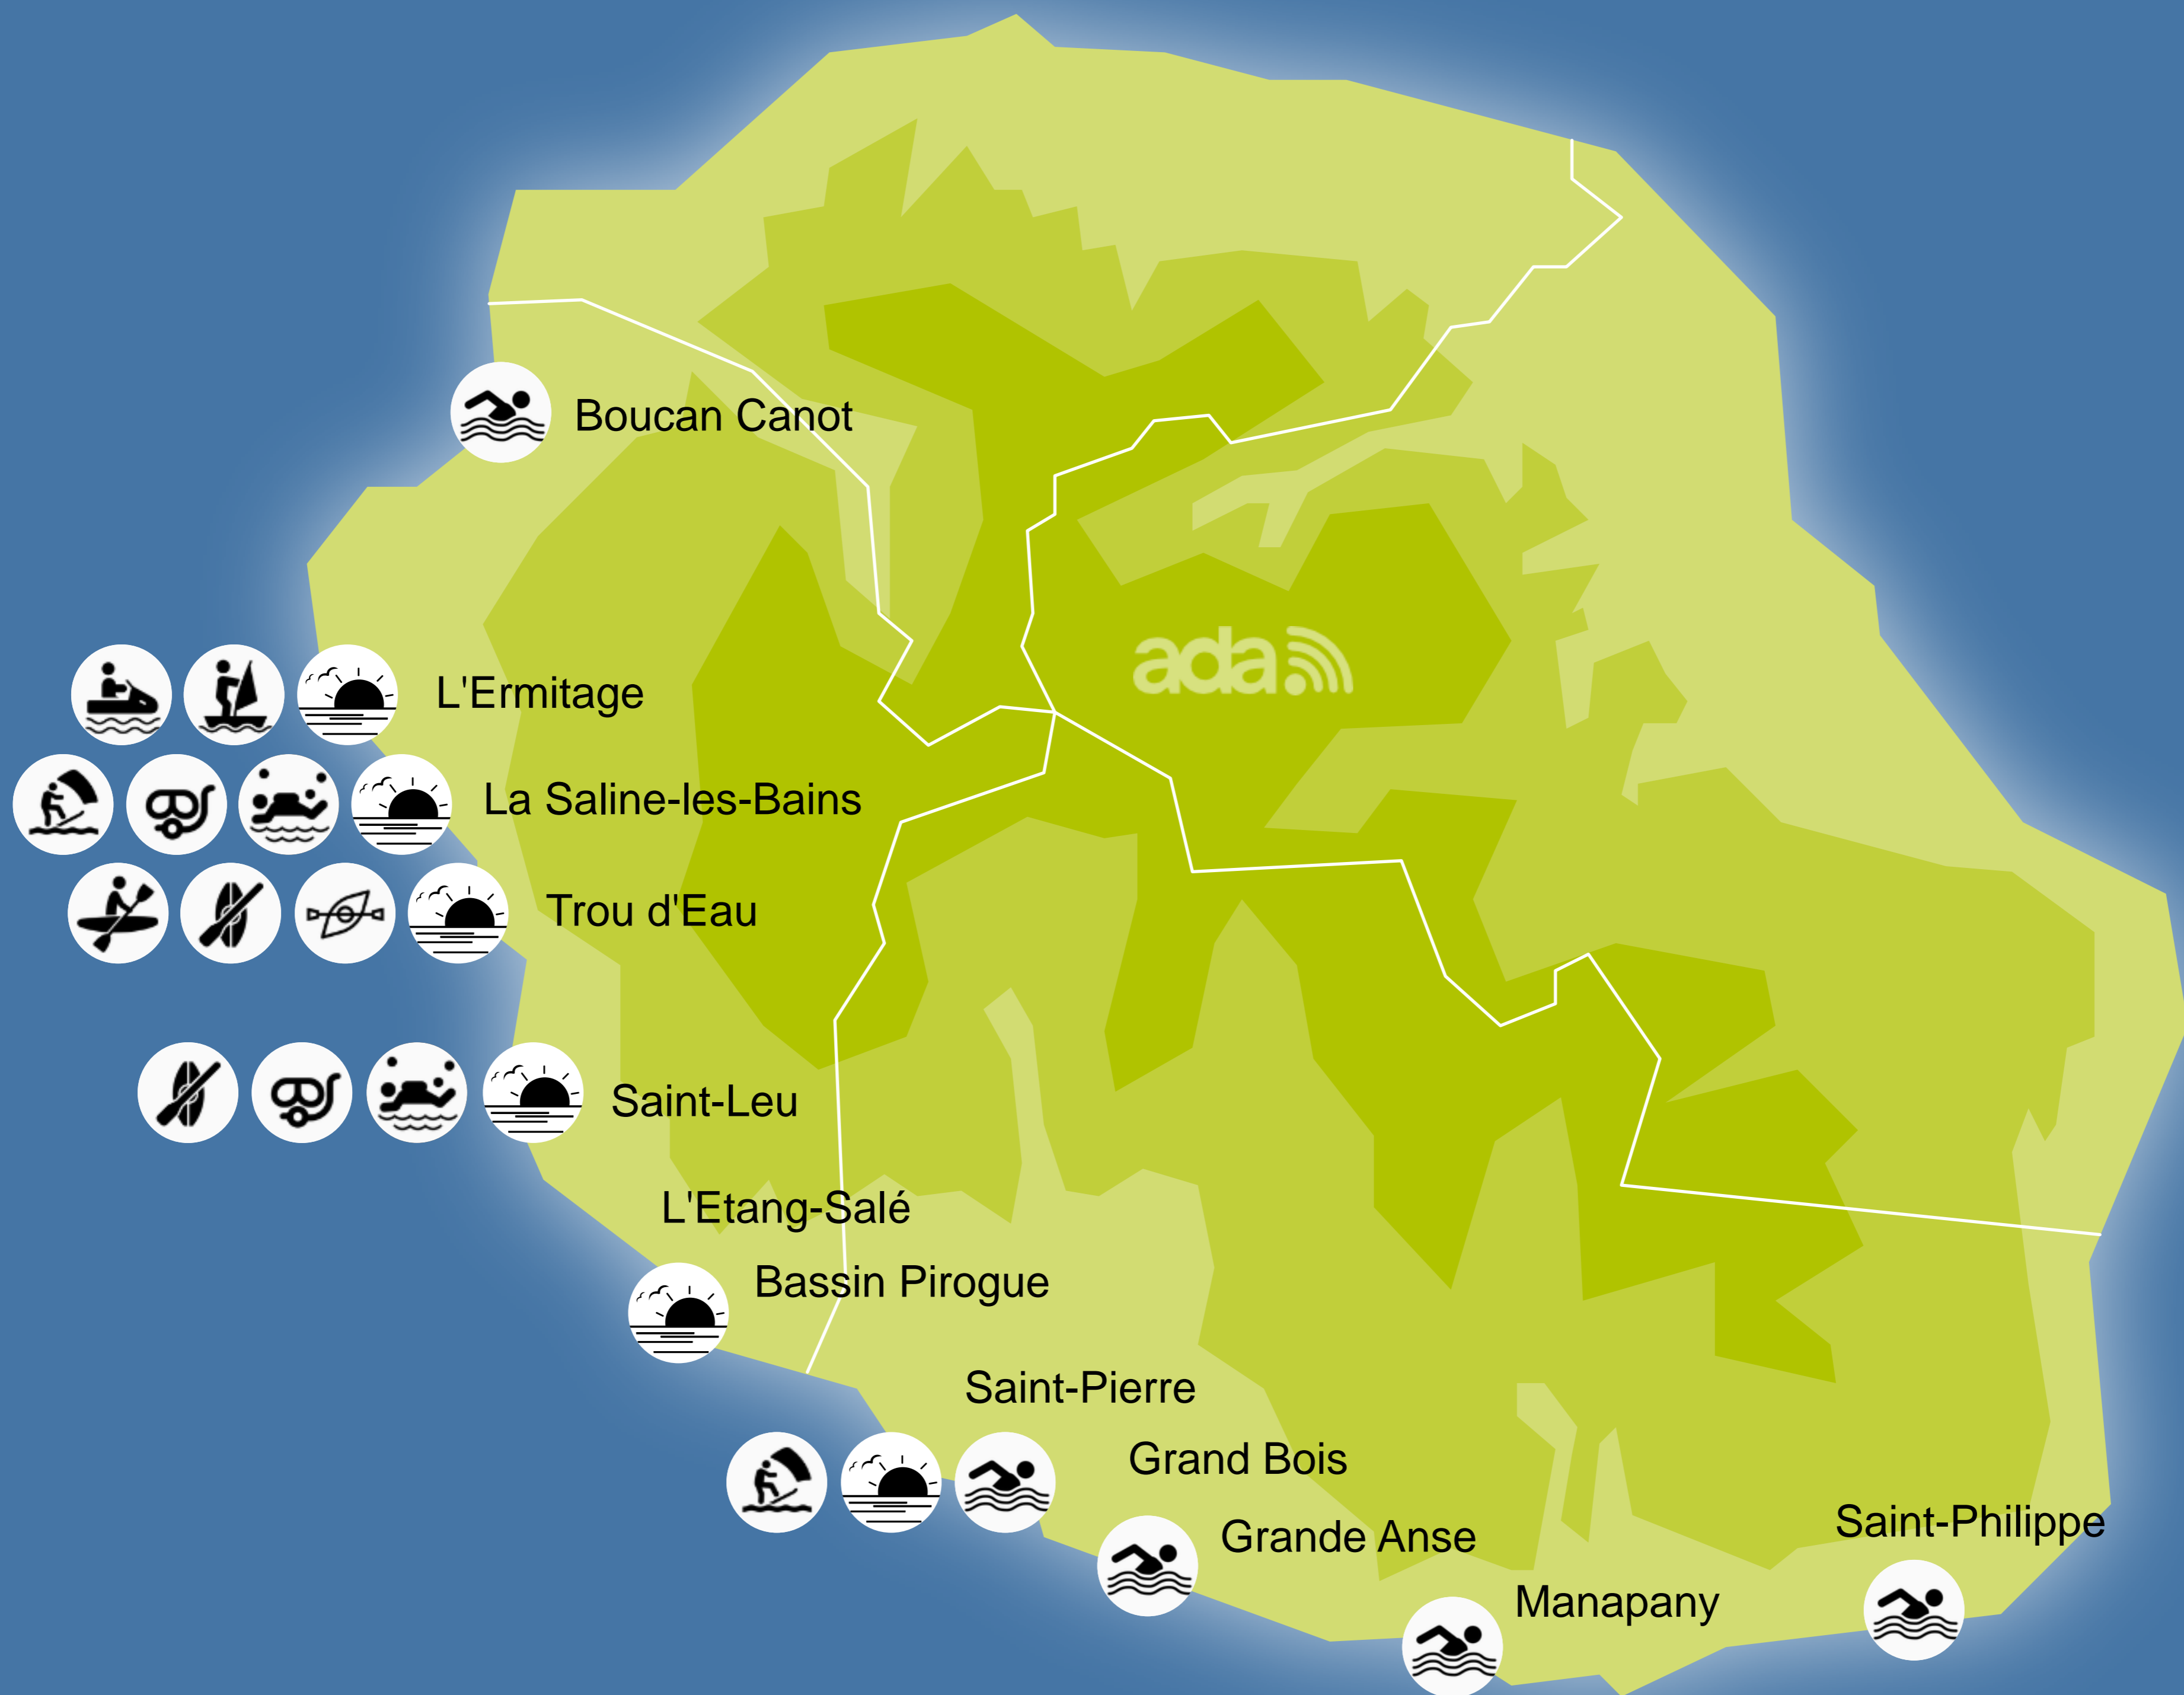 Boucan Canot
ada
L'Ermitage
La Saline-les-Bains
Trou d'Eau
Saint-Leu
L'Etang-Salé
Bassin Pirogue
Saint-Pierre
Grand Bois
Grande Anse
Saint-Philippe
Manapany